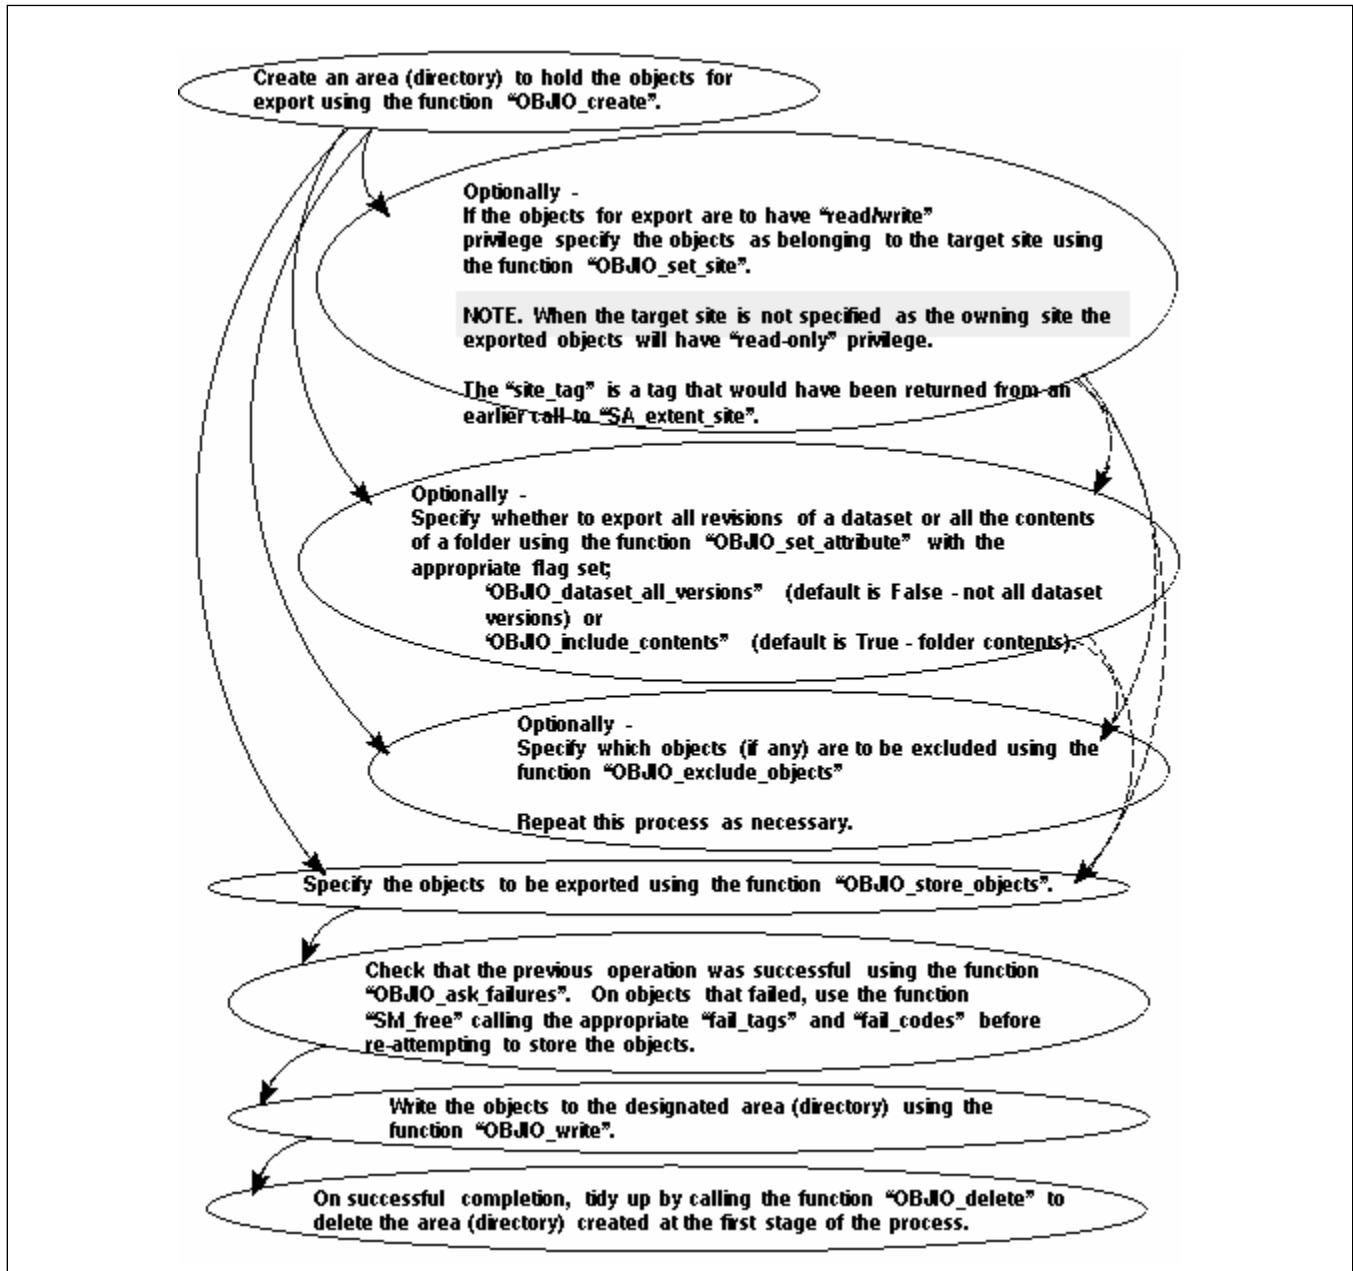 Create an area (directory) to hold the objects for
export using the function “OBJIO_create”.
Optionally -
If the objects for export are to have “read/write”
privilege specify the objects as belonging to the target site using
the function “OBJIO_set_site”.
NOTE. When the target site is not specified as the owning site the
exported objects will have “read-only” privilege.
The “site_tag” is a tag that would have been returned from an
earlier call to “SA_extent_site”.
Optionally -
Specify whether to export all revisions of a dataset or all the contents
of a folder using the function “OBJIO_set_attribute” with the
appropriate flag set;
‘OBJIO_dataset_all_versions” (default is False - not all dataset
versions) or
‘OBJIO_include_contents” (default is True - folder contents).
Optionally -
Specify which objects (if any) are to be excluded using the
function “OBJIO_exclude_objects”
Repeat this process as necessary.
Specify the objects to be exported using the function “OBJIO_store_objects”.
Check that the previous operation was successful using the function
“OBJIO_ask_failures”. On objects that failed, use the function
“SM_free” calling the appropriate “fail_tags” and “fail_codes” before
re-attempting to store the objects.
Write the objects to the designated area (directory) using the
function “OBJIO_write”.
On successful completion, tidy up by calling the function “OBJIO_delete” to
delete the area (directory) created at the first stage of the process.